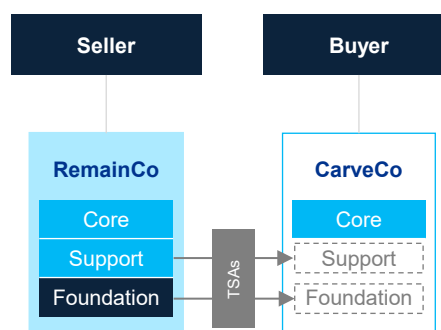 Seller
Buyer
RemainCo
CarveCo
Core
Core
Support
TSAs
Support
Foundation
Foundation